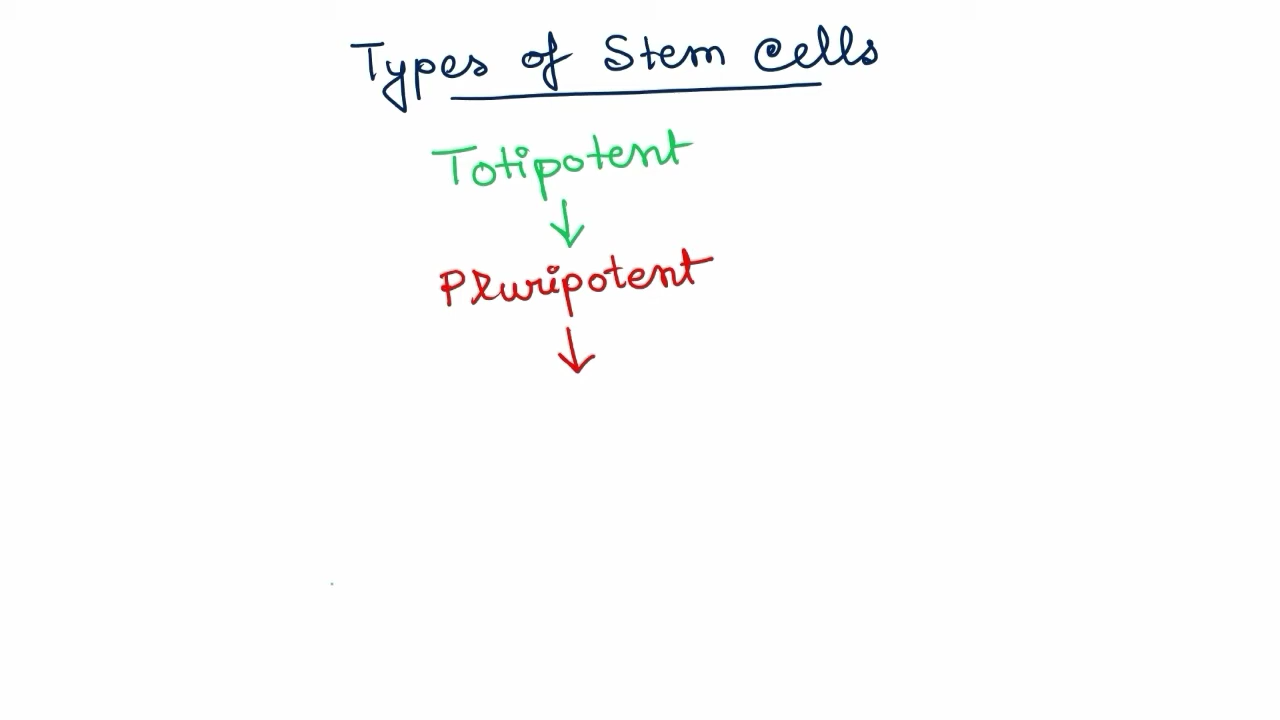 Types of Stem Cells
Totipotent
↓
Pluripotent
↓